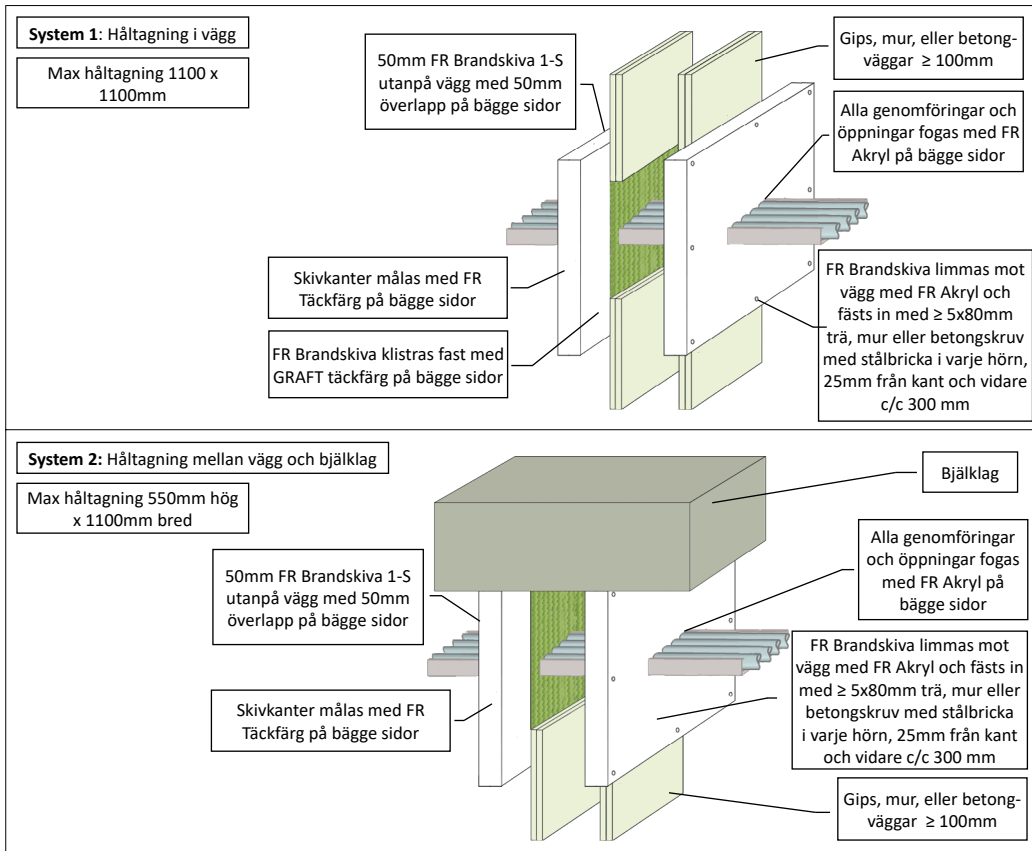 System 1: Håltagning i vägg
Max håltagning 1100 x
1100mm
50mm FR Brandskiva 1-S
utanpå vägg med 50mm
överlapp på bägge sidor
Gips, mur, eller betong-
väggar ≥ 100mm
Alla genomföringar och
öppningar fogas med FR
Akryl på bägge sidor
Skivkanter målas med FR
Täckfärg på bägge sidor
FR Brandskiva klistras fast med
GRAFT täckfärg på bägge sidor
FR Brandskiva limmas mot
vägg med FR Akryl och
fästs in med ≥ 5x80mm
trä, mur eller betongskruv
med stålbricka i varje hörn,
25mm från kant och vidare
c/c 300 mm
System 2: Håltagning mellan vägg och bjälklag
Max håltagning 550mm hög
x 1100mm bred
Bjälklag
50mm FR Brandskiva 1-S
utanpå vägg med 50mm
överlapp på bägge sidor
Alla genomföringar
och öppningar fogas
med FR Akryl på
bägge sidor
Skivkanter målas med FR
Täckfärg på bägge sidor
FR Brandskiva limmas mot
vägg med FR Akryl och fästs in
med ≥ 5x80mm trä, mur eller
betongskruv med stålbricka
i varje hörn, 25mm från kant
och vidare c/c 300 mm
Gips, mur, eller betong-
väggar ≥ 100mm